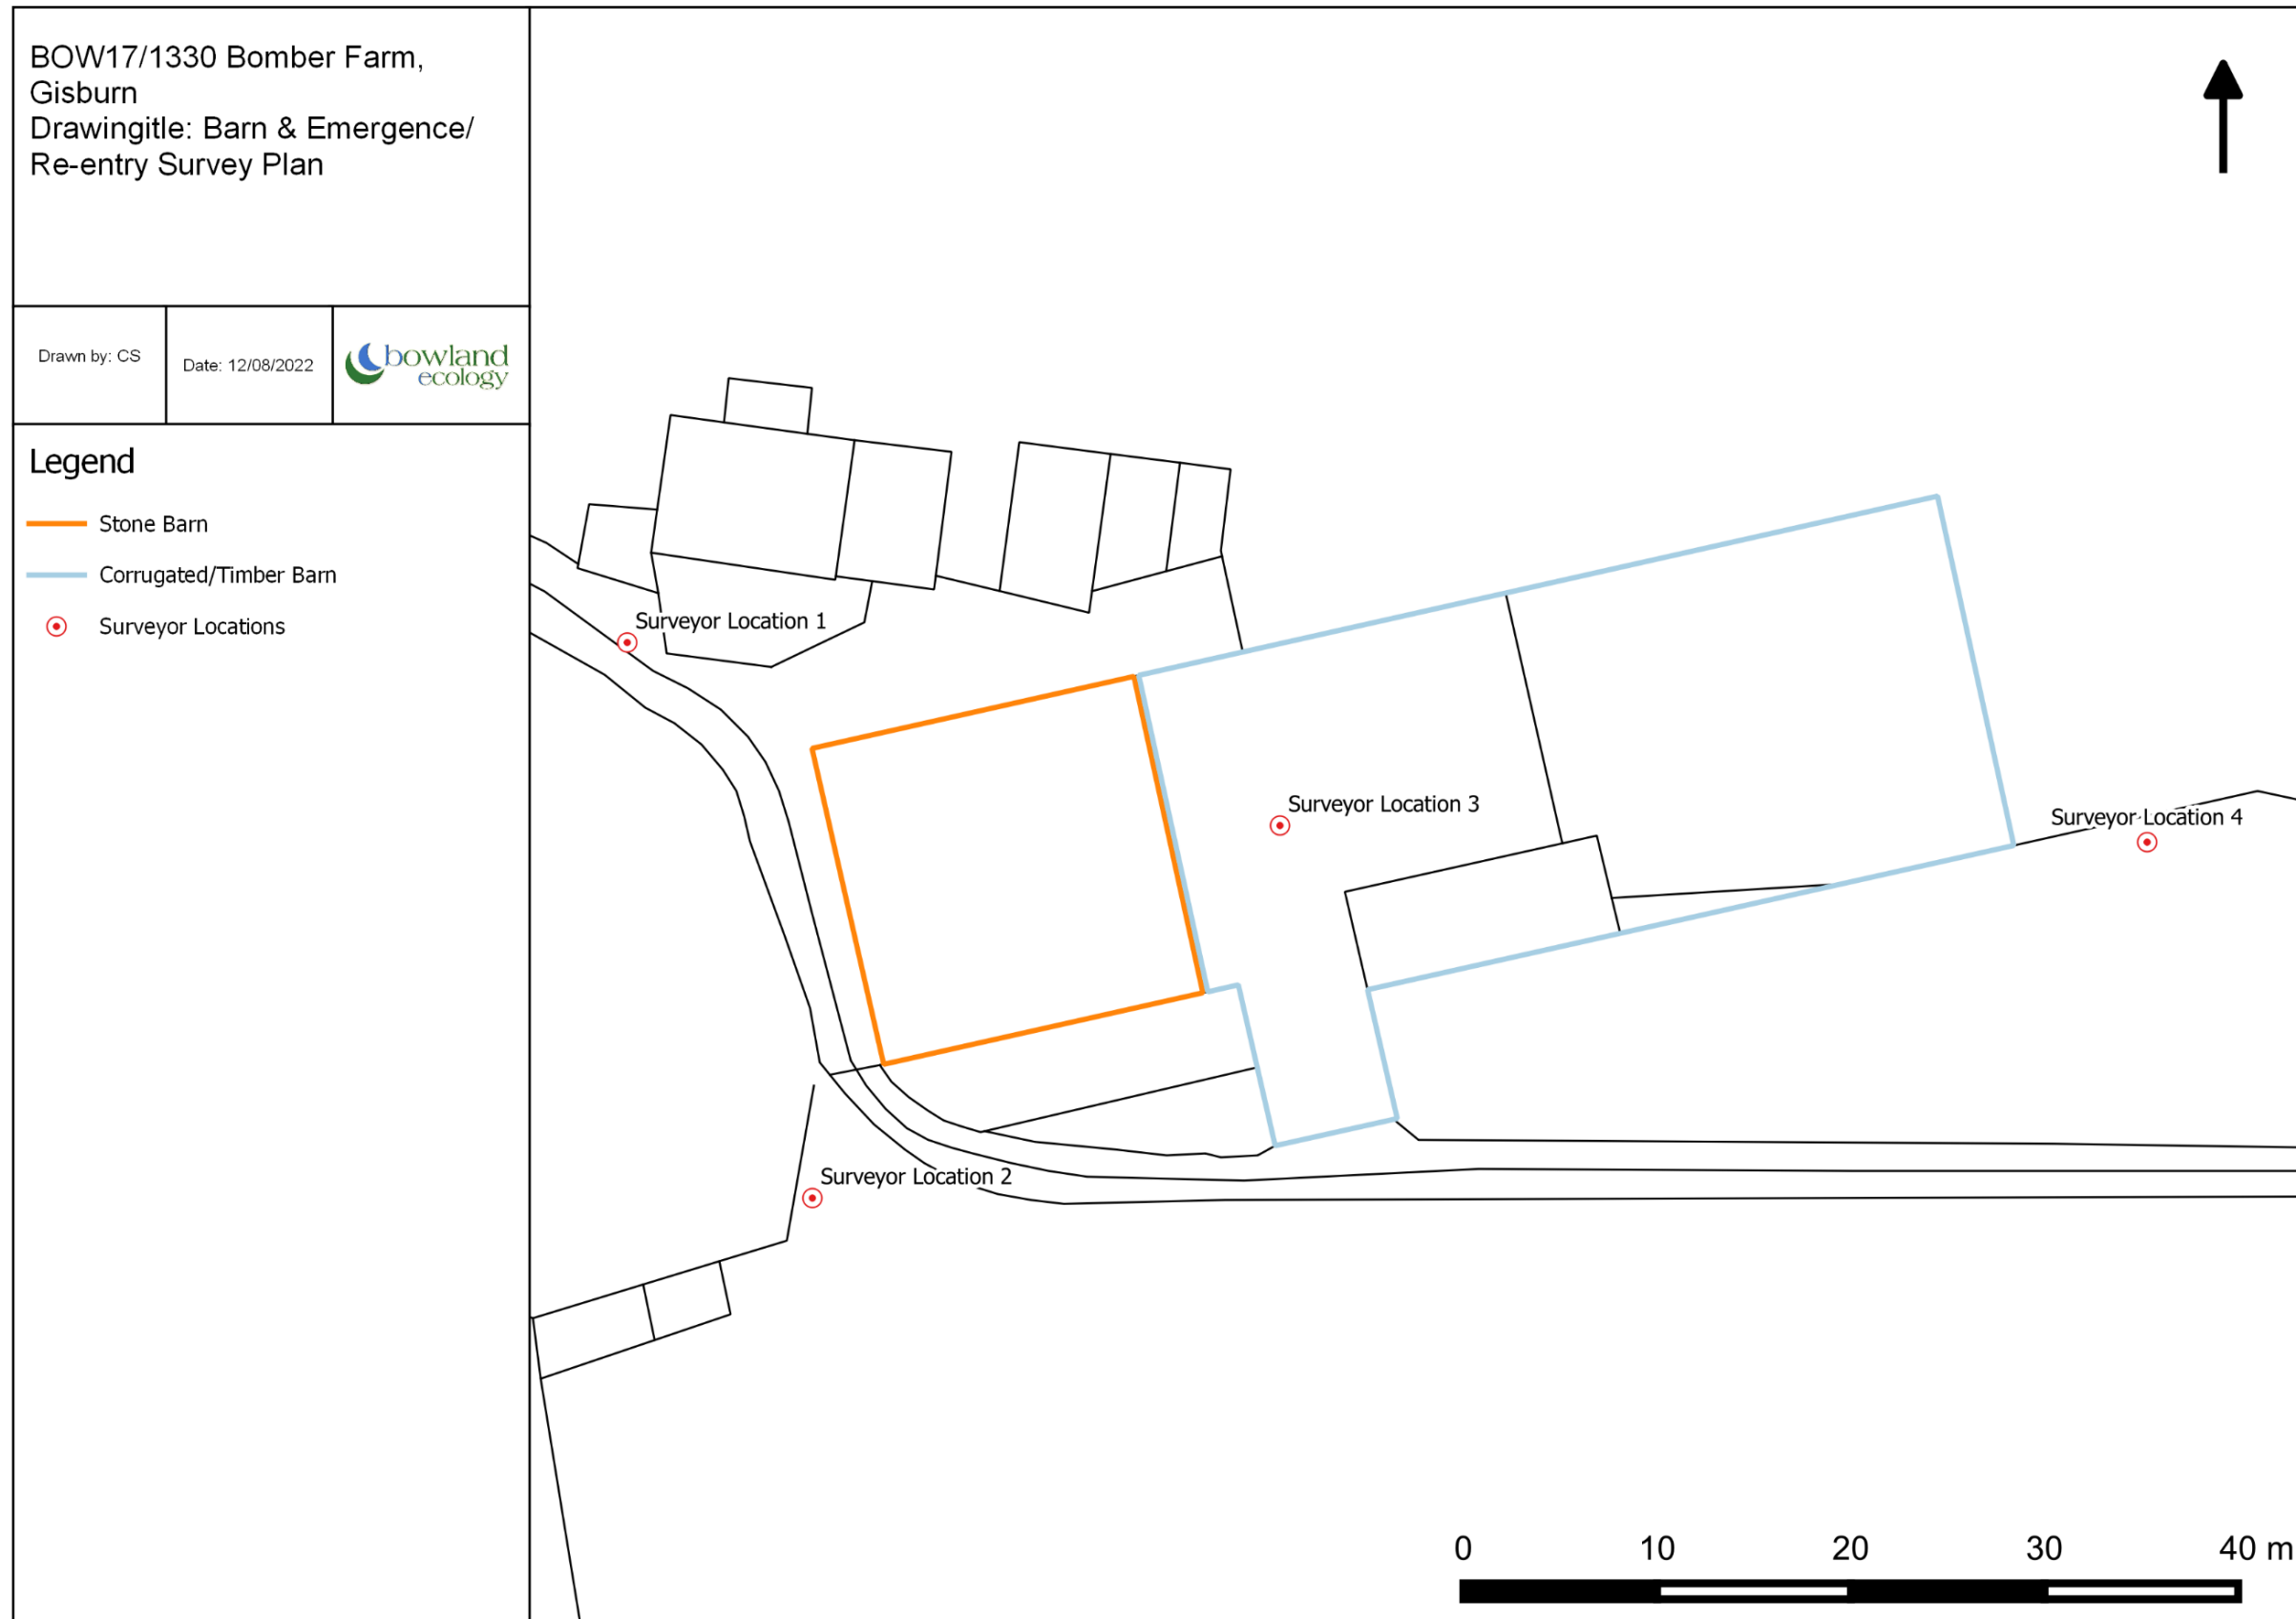 BOW17/1330 Bomber Farm,
Gisburn
Drawingitle: Barn & Emergence/
Re-entry Survey Plan
Drawn by: CS
Date: 12/08/2022
bowland
ecology
Legend
Stone Barn
Corrugated/Timber Barn
Surveyor Locations
Surveyor Location 1
Surveyor Location 3
Surveyor Location 4
Surveyor Location 2
0 10 20 30 40 m